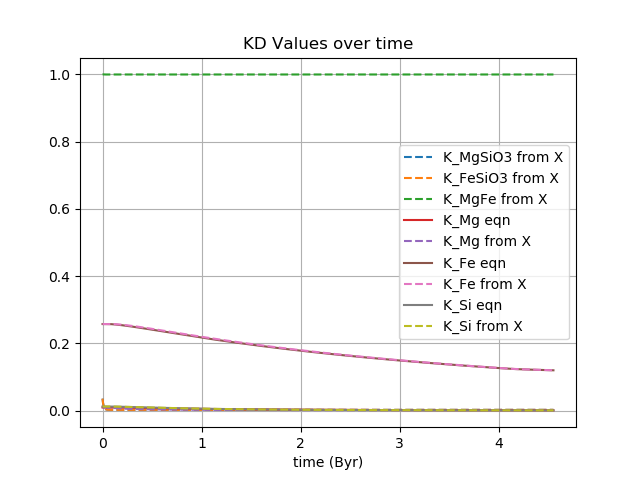 KD Values over time
1.0
0.8
0.6
0.4
0.2
0.0
K_MgSiO3 from X
K_FeSiO3 from X
K_MgFe from X
K_Mg eqn
K_Mg from X
K_Fe eqn
K_Fe from X
K_Si eqn
K_Si from X
0 1 2 3 4
time (Byr)